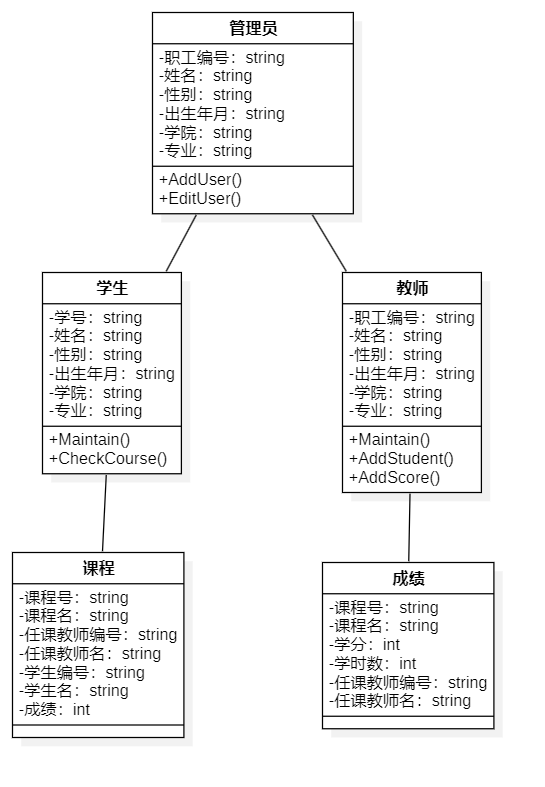 管理员
-职工编号：string
-姓名：string
-性别：string
-出生年月：string
-学院：string
-专业：string
+AddUser()
+EditUser()
学生
-学号：string
-姓名：string
-性别：string
-出生年月：string
-学院：string
-专业：string
+Maintain()
+CheckCourse()
教师
-职工编号：string
-姓名：string
-性别：string
-出生年月：string
-学院：string
-专业：string
+Maintain()
+AddStudent()
+AddScore()
课程
-课程号：string
-课程名：string
-任课教师编号：string
-任课教师名：string
-学生编号：string
-学生名：string
-成绩：int
成绩
-课程号：string
-课程名：string
-学分：int
-学时数：int
-任课教师编号：string
-任课教师名：string